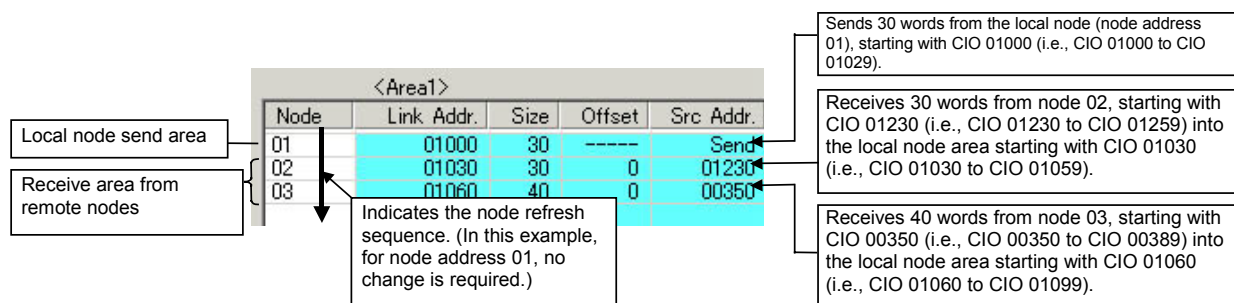 <Area1>
Node Link Addr. Size Offset Src Addr.
01 01000 30 ----- Send
02 01030 30 0 01230
03 01060 40 0 00350
Local node send area
Receive area from
remote nodes
Indicates the node refresh
sequence. (In this example,
for node address 01, no
change is required.)
Sends 30 words from the local node (node address
01), starting with CIO 01000 (i.e., CIO 01000 to CIO
01029).
Receives 30 words from node 02, starting with
CIO 01230 (i.e., CIO 01230 to CIO 01259) into
the local node area starting with CIO 01030
(i.e., CIO 01030 to CIO 01059).
Receives 40 words from node 03, starting with
CIO 00350 (i.e., CIO 00350 to CIO 00389) into
the local node area starting with CIO 01060
(i.e., CIO 01060 to CIO 01099).